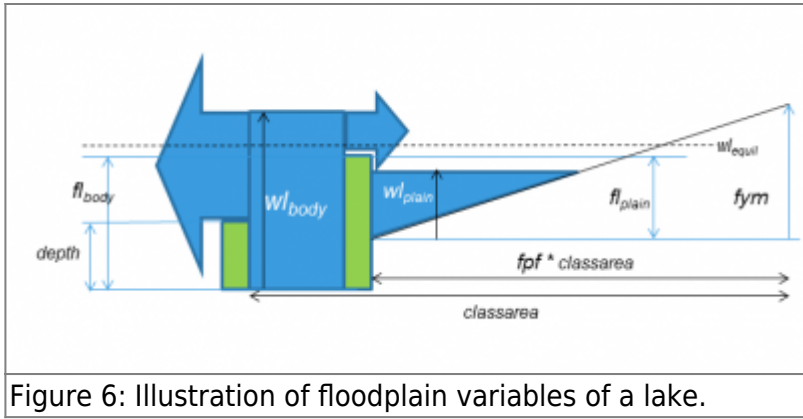 wl_equil
fl_body
wl_body
wl_plain
fl_plain
fym
depth
fpf * classarea
classarea
Figure 6: Illustration of floodplain variables of a lake.